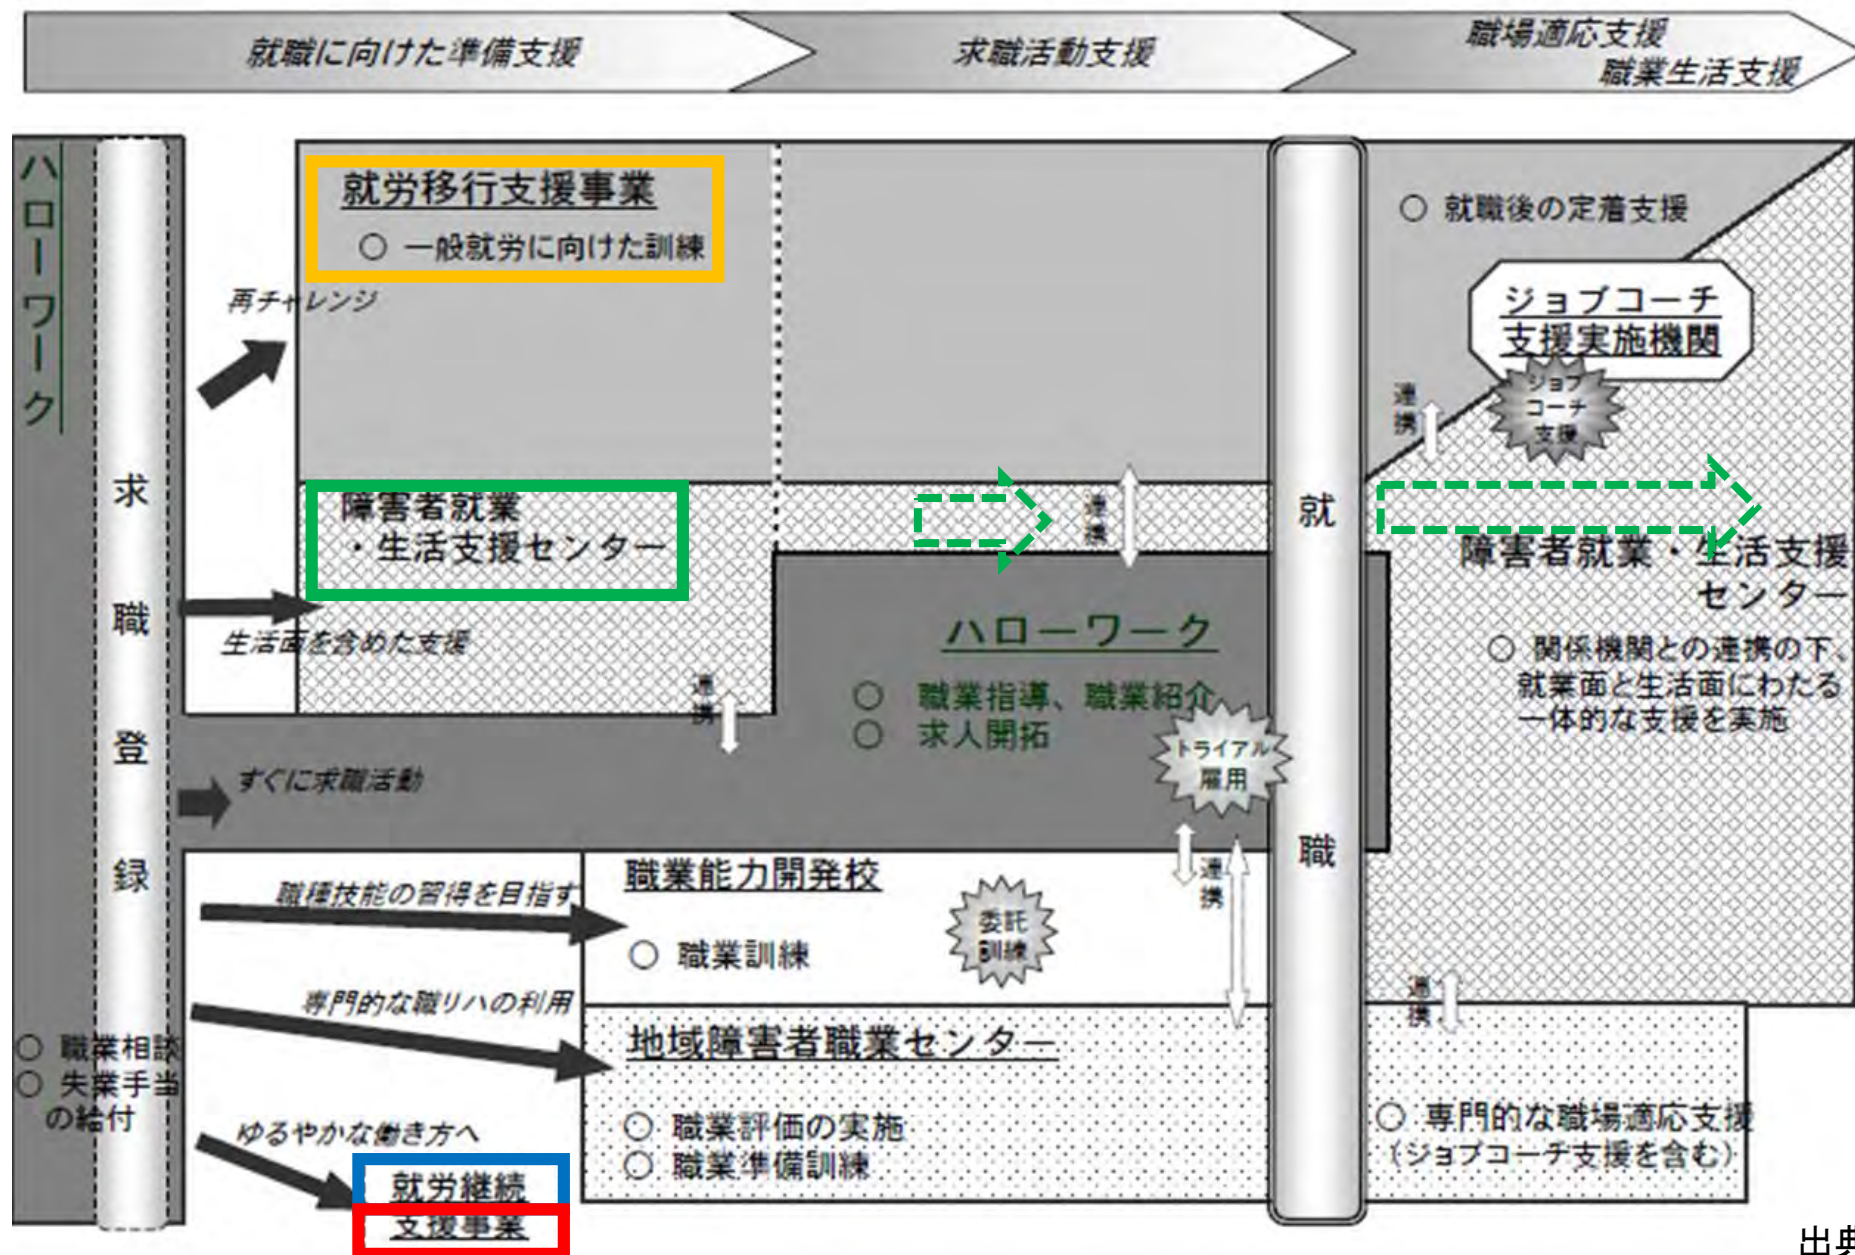 就職に向けた準備支援
求職活動支援
職場適応支援
職業生活支援
ハローワーク
求職登録
○ 職業相談
○ 失業手当
の給付
再チャレンジ
生活面を含めた支援
すぐに求職活動
職種技能の習得を目指す
専門的な職リハの利用
ゆるやかな働き方へ
就労移行支援事業
○ 一般就労に向けた訓練
障害者就業
・生活支援センター
連携
連携
ハローワーク
○ 職業指導、職業紹介
○ 求人開拓
トライアル
雇用
連携
職業能力開発校
○ 職業訓練
委託
訓練
地域障害者職業センター
○ 職業評価の実施
○ 職業準備訓練
就労継続
支援事業
就職
○ 就職後の定着支援
ジョブコーチ
支援実施機関
ジョブ
コーチ
支援
連携
障害者就業・生活支援
センター
○ 関係機関との連携の下、
就業面と生活面にわたる
一体的な支援を実施
連携
○ 専門的な職場適応支援
（ジョブコーチ支援を含む）
出典